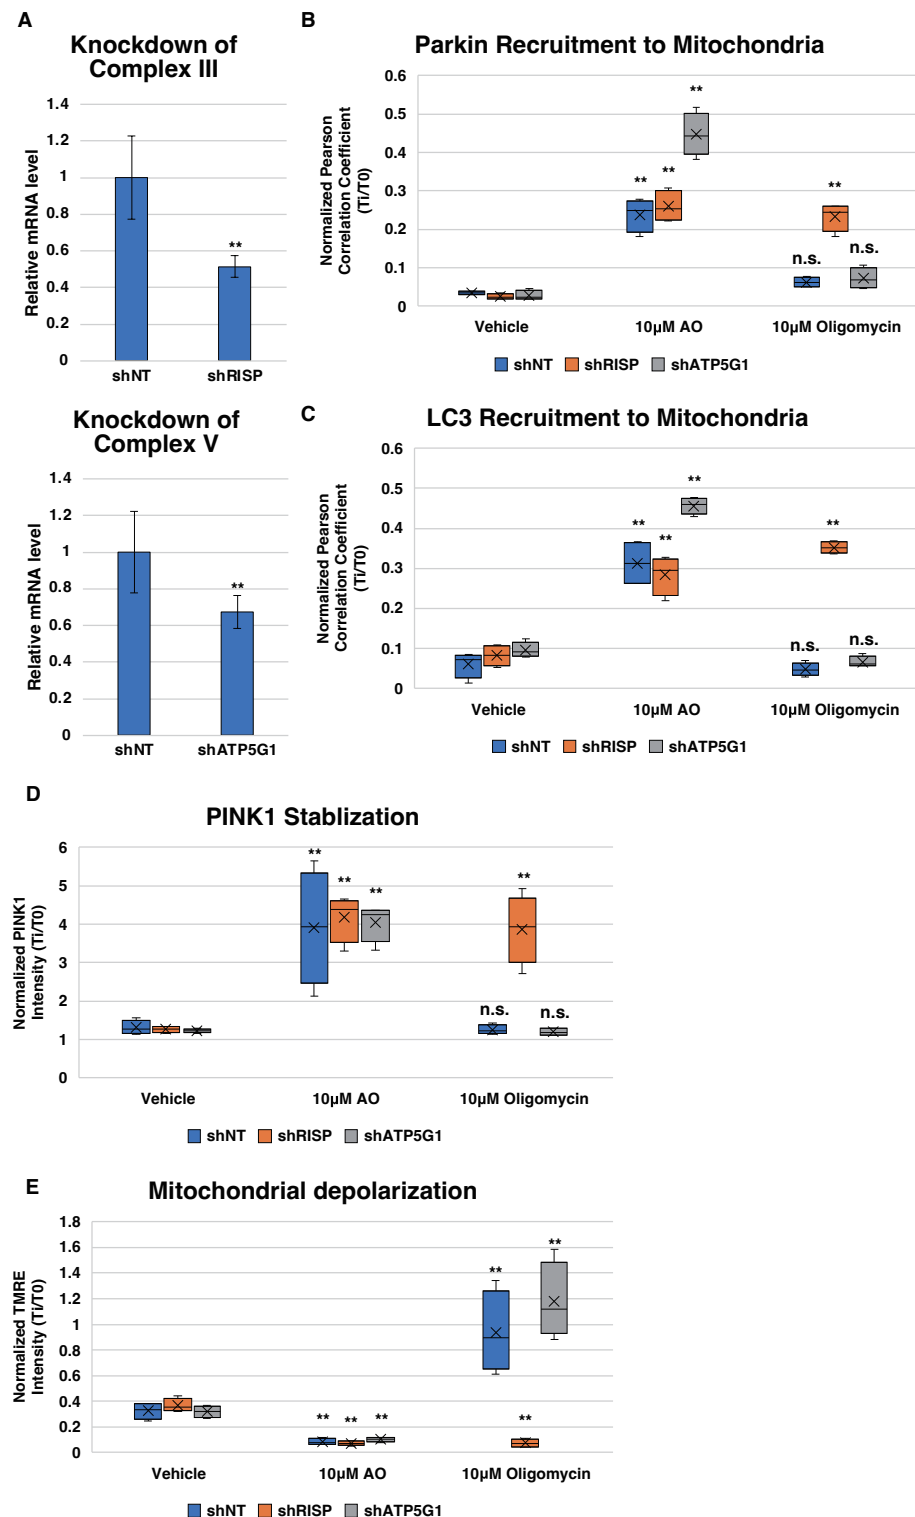 A
Knockdown of
Complex III
Relative mRNA level
1.4
1.2
1
0.8
0.6
0.4
0.2
0
**
shNT
shRISP
Knockdown of
Complex V
Relative mRNA level
1.4
1.2
1
0.8
0.6
0.4
0.2
0
**
shNT
shATP5G1
B
Parkin Recruitment to Mitochondria
Normalized Pearson
Correlation Coefficient
(Ti/T0)
0.6
0.5
0.4
0.3
0.2
0.1
0
**
**
**
n.s.
**
n.s.
Vehicle
10µM AO
10µM Oligomycin
shNT
shRISP
shATP5G1
C
LC3 Recruitment to Mitochondria
Normalized Pearson
Correlation Coefficient
(Ti/T0)
0.6
0.5
0.4
0.3
0.2
0.1
0
**
**
**
n.s.
**
n.s.
Vehicle
10µM AO
10µM Oligomycin
shNT
shRISP
shATP5G1
D
PINK1 Stablization
Normalized PINK1
Intensity (Ti/T0)
6
5
4
3
2
1
0
**
**
**
n.s.
**
n.s.
Vehicle
10µM AO
10µM Oligomycin
shNT
shRISP
shATP5G1
E
Mitochondrial depolarization
Normalized TMRE
Intensity (Ti/T0)
1.8
1.6
1.4
1.2
1
0.8
0.6
0.4
0.2
0
**
**
**
**
**
**
Vehicle
10µM AO
10µM Oligomycin
shNT
shRISP
shATP5G1